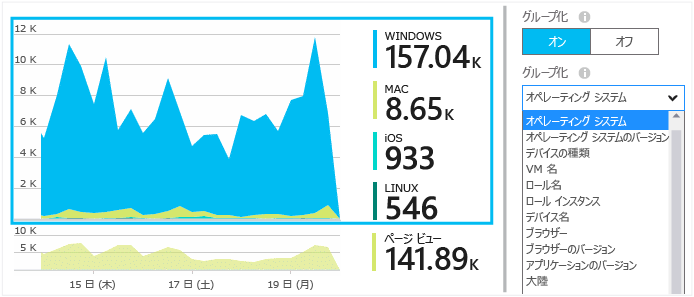 12 K
10 K
8 K
6 K
4 K
2 K
WINDOWS
157.04K
MAC
8.65K
iOS
933
LINUX
546
10 K
5 K
ページ ビュー
141.89K
15 日 (木)
17 日 (土)
19 日 (月)
グループ化
オン
オフ
グループ化
オペレーティング システム
オペレーティング システム
オペレーティング システムのバージョン
デバイスの種類
VM 名
ロール名
ロール インスタンス
デバイス名
ブラウザー
ブラウザーのバージョン
アプリケーションのバージョン
大陸